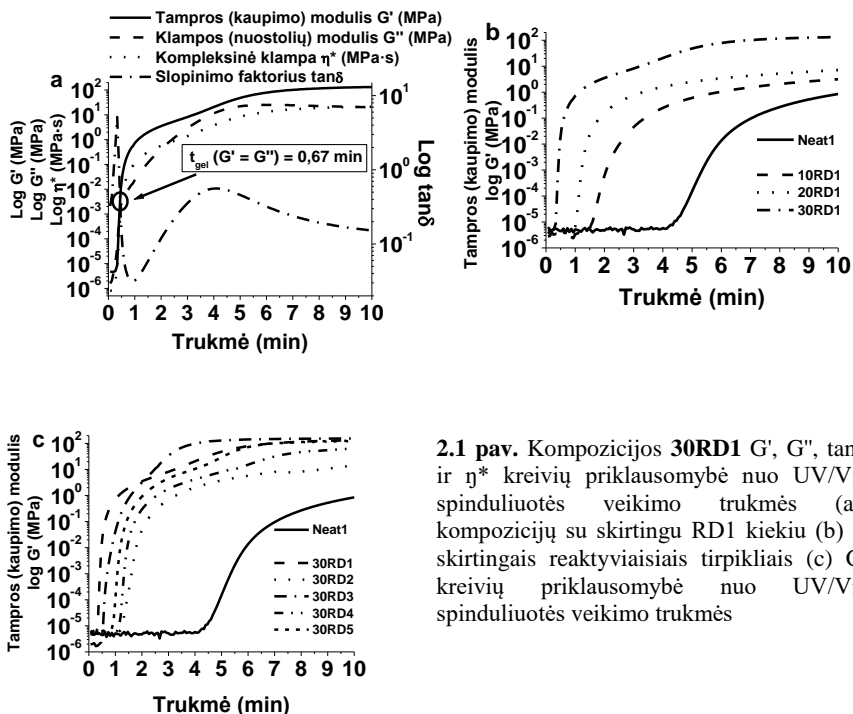 Tampros (kaupimo) modulis G' (MPa)
Klampos (nuostolių) modulis G'' (MPa)
Kompleksinė klampa η* (MPa·s)
Slopinimo faktorius tanδ
a
Log G' (MPa)
Log G'' (MPa)
Log η* (MPa·s)
10² 10¹ 10⁰ 10⁻¹ 10⁻² 10⁻³ 10⁻⁴ 10⁻⁵ 10⁻⁶
t_gel (G' = G'') = 0,67 min
10¹ 10⁰ 10⁻¹
Log tanδ
0 1 2 3 4 5 6 7 8 9 10
Trukmė (min)
b
Tampros (kaupimo) modulis
log G' (MPa)
10² 10¹ 10⁰ 10⁻¹ 10⁻² 10⁻³ 10⁻⁴ 10⁻⁵ 10⁻⁶
Neat1
10RD1
20RD1
30RD1
0 1 2 3 4 5 6 7 8 9 10
Trukmė (min)
c
Tampros (kaupimo) modulis
log G' (MPa)
10² 10¹ 10⁰ 10⁻¹ 10⁻² 10⁻³ 10⁻⁴ 10⁻⁵ 10⁻⁶
Neat1
30RD1
30RD2
30RD3
30RD4
30RD5
0 1 2 3 4 5 6 7 8 9 10
Trukmė (min)
2.1 pav. Kompozicijos 30RD1 G', G'', tan
ir η* kreivių priklausomybė nuo UV/V
spinduliuotės veikimo trukmės (a
kompozicijų su skirtingu RD1 kiekiu (b)
skirtingais reaktyviaisiais tirpikliais (c)
kreivių priklausomybė nuo UV/V
spinduliuotės veikimo trukmės